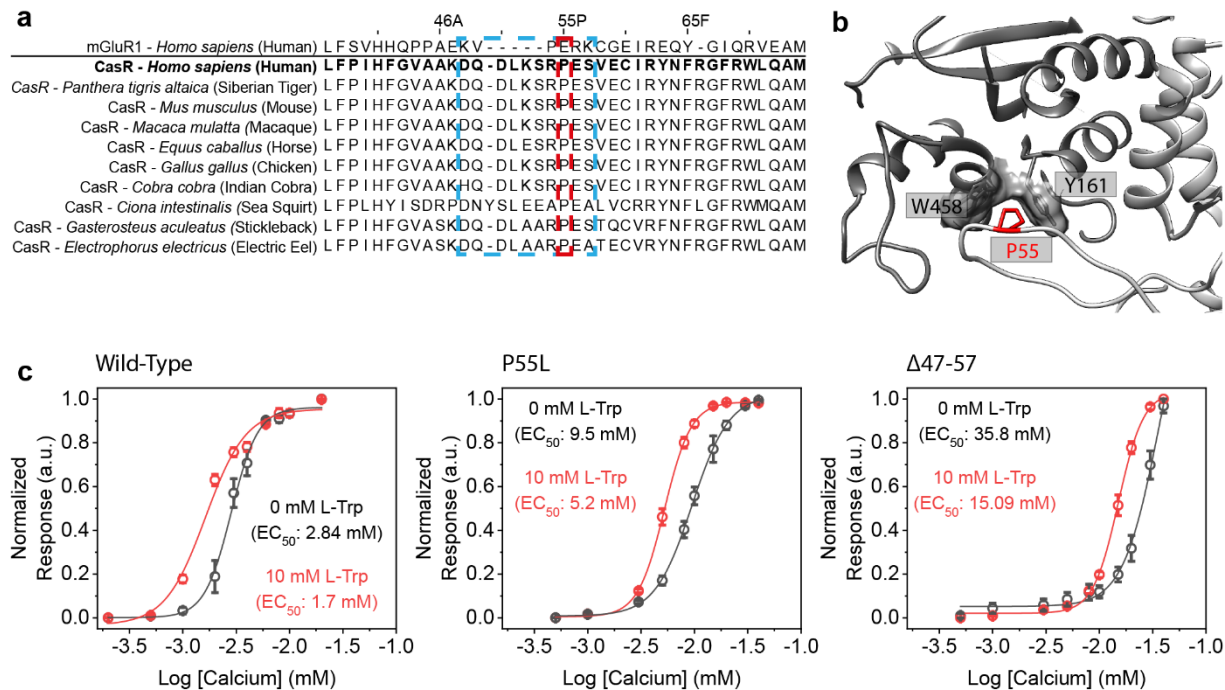 a
46A 55P 65F
mGluR1 - Homo sapiens (Human) LFSVHHQPPAEKV-----PERKCGEIREQY-GIQRVEAM
CasR - Homo sapiens (Human) LFPIHFGVAAKDQ-DLKSRPESVECIRYNFRGFRWLQAM
CasR - Panthera tigris altaica (Siberian Tiger) LFPIHFGVAAKDQ-DLKSRPESVECIRYNFRGFRWLQAM
CasR - Mus musculus (Mouse) LFPIHFGVAAKDQ-DLKSRPESVECIRYNFRGFRWLQAM
CasR - Macaca mulatta (Macaque) LFPIHFGVAAKDQ-DLKSRPESVECIRYNFRGFRWLQAM
CasR - Equus caballus (Horse) LFPIHFGVAAKDQ-DLESRPESVECIRYNFRGFRWLQAM
CasR - Gallus gallus (Chicken) LFPIHFGVAAKDQ-DLKSRPESVECIRYNFRGFRWLQAM
CasR - Cobra cobra (Indian Cobra) LFPIHFGVAAKHQ-DLKSRPESVECIRYNFRGFRWLQAM
CasR - Ciona intestinalis (Sea Squirt) LFPLHYISDRPDNYSLEEAPEALVCRRYNFLGFVWMQAM
CasR - Gasterosteus aculeatus (Stickleback) LFPIHFGVASKDQ-DLAARPESTQCVRFNFRGFRWLQAM
CasR - Electrophorus electricus (Electric Eel) LFPIHFGVASKDQ-DLAARPEATECVRYNFRGFRWLQAM
b
W458
Y161
P55
c
Wild-Type
Normalized
Response (a.u.)
1.0
0.8
0.6
0.4
0.2
0.0
0 mM L-Trp
(EC50: 2.84 mM)
10 mM L-Trp
(EC50: 1.7 mM)
-3.5 -3.0 -2.5 -2.0 -1.5 -1.0
Log [Calcium] (mM)
P55L
Normalized
Response (a.u.)
1.0
0.8
0.6
0.4
0.2
0.0
0 mM L-Trp
(EC50: 9.5 mM)
10 mM L-Trp
(EC50: 5.2 mM)
-3.5 -3.0 -2.5 -2.0 -1.5 -1.0
Log [Calcium] (mM)
Δ47-57
Normalized
Response (a.u.)
1.0
0.8
0.6
0.4
0.2
0.0
0 mM L-Trp
(EC50: 35.8 mM)
10 mM L-Trp
(EC50: 15.09 mM)
-3.5 -3.0 -2.5 -2.0 -1.5 -1.0
Log [Calcium] (mM)